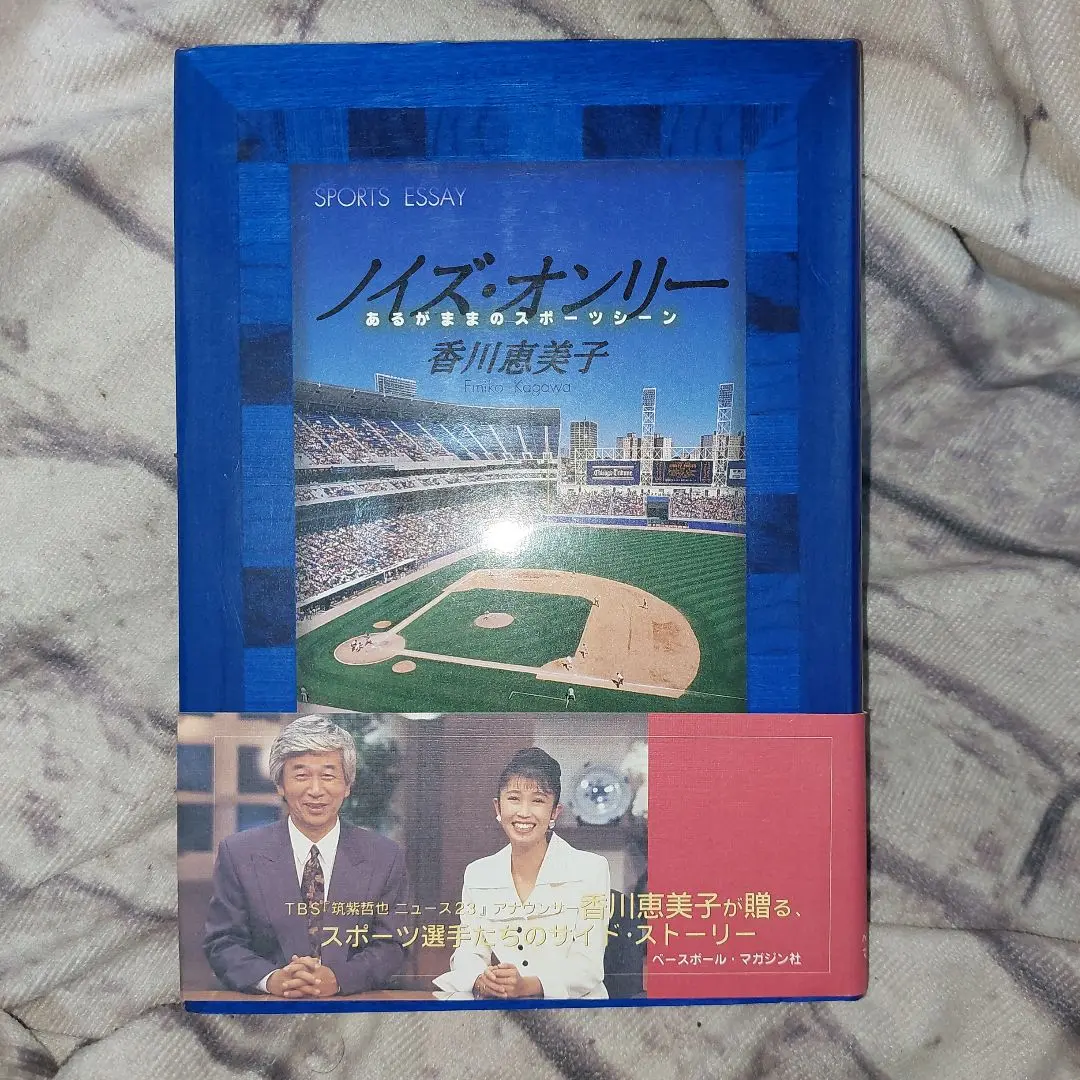 SPORTS ESSAY
ノイズ・オンリー
あるがままのスポーツシーン
香川恵美子
Emiko Kagawa
Chicago Tribune
TBS『筑紫哲也 ニュース23』アナウンサー香川恵美子が贈る、
スポーツ選手たちのサイド・ストーリー
ベースボール・マガジン社